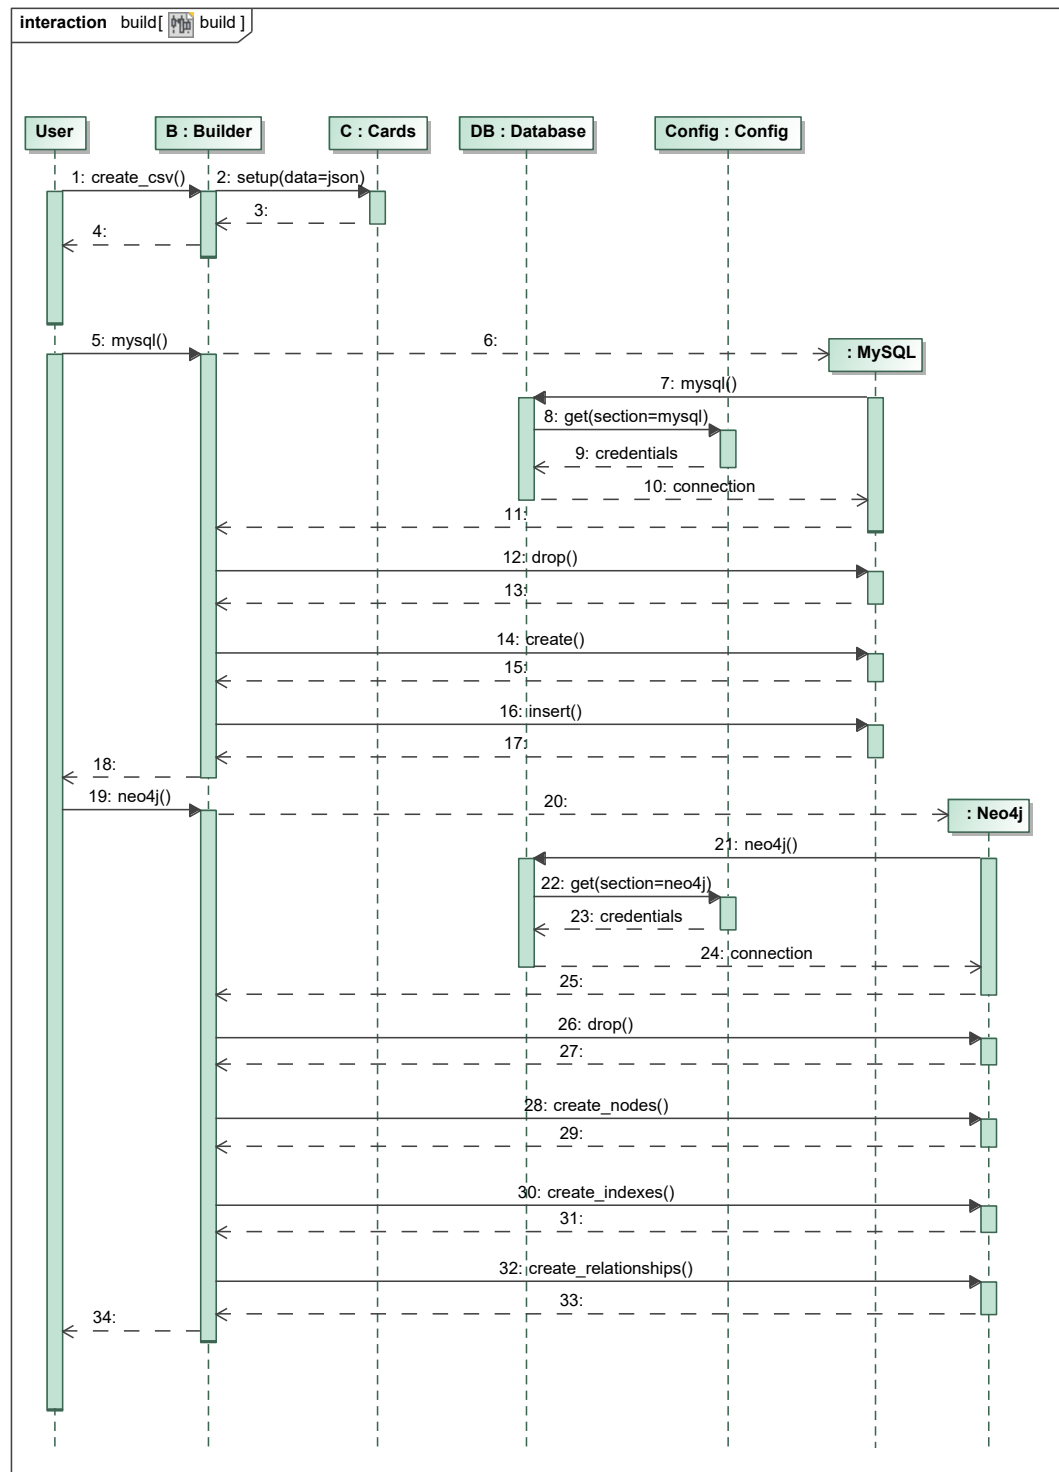 interaction build[ build ]
User
B : Builder
C : Cards
DB : Database
Config : Config
1: create_csv()
2: setup(data=json)
3:
4:
5: mysql()
6:
: MySQL
7: mysql()
8: get(section=mysql)
9: credentials
10: connection
11:
12: drop()
13:
14: create()
15:
16: insert()
17:
18:
19: neo4j()
20:
: Neo4j
21: neo4j()
22: get(section=neo4j)
23: credentials
24: connection
25:
26: drop()
27:
28: create_nodes()
29:
30: create_indexes()
31:
32: create_relationships()
33:
34: